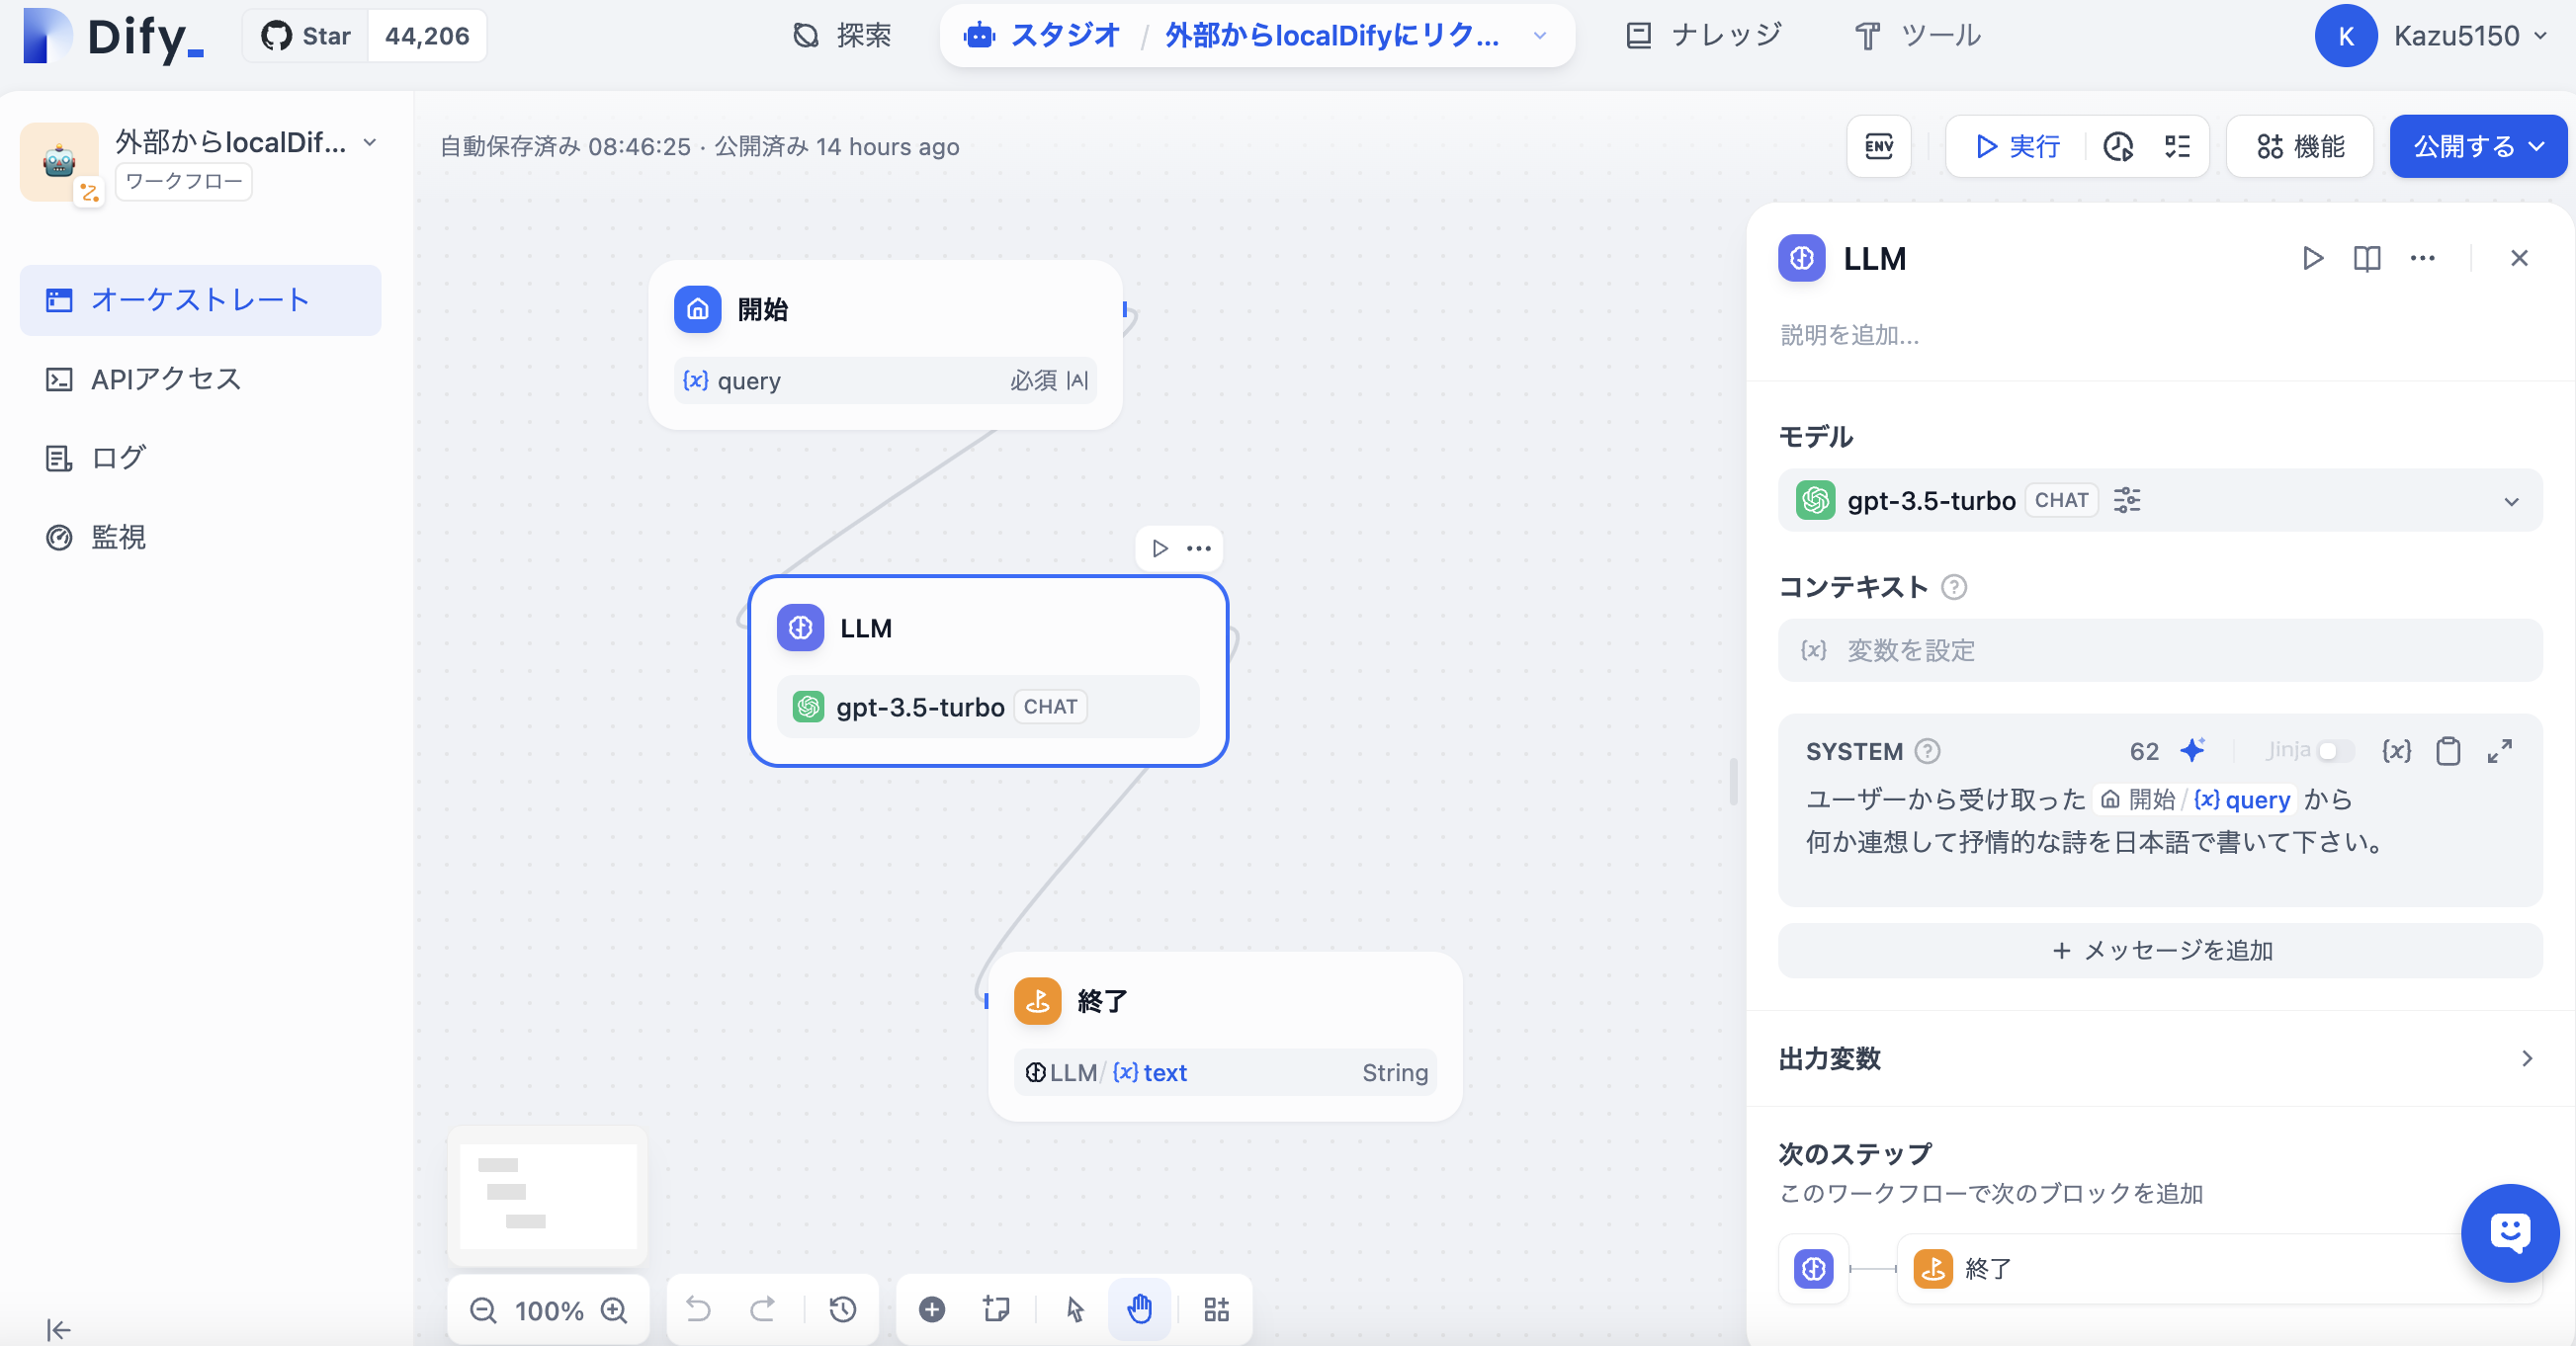 Dify_
Star 44,206
探索
スタジオ / 外部からlocalDifyにリク...
ナレッジ
ツール
K Kazu5150
外部からlocalDif...
ワークフロー
オーケストレート
APIアクセス
ログ
監視
自動保存済み 08:46:25 · 公開済み 14 hours ago
ENV
実行
機能
公開する
開始
{x} query 必須
LLM
gpt-3.5-turbo CHAT
終了
LLM / {x} text String
100%
LLM
説明を追加...
モデル
gpt-3.5-turbo CHAT
コンテキスト
{x} 変数を設定
SYSTEM 62 Jinja {x}
ユーザーから受け取った 開始 / {x} query から
何か連想して抒情的な詩を日本語で書いて下さい。
+ メッセージを追加
出力変数
次のステップ
このワークフローで次のブロックを追加
終了